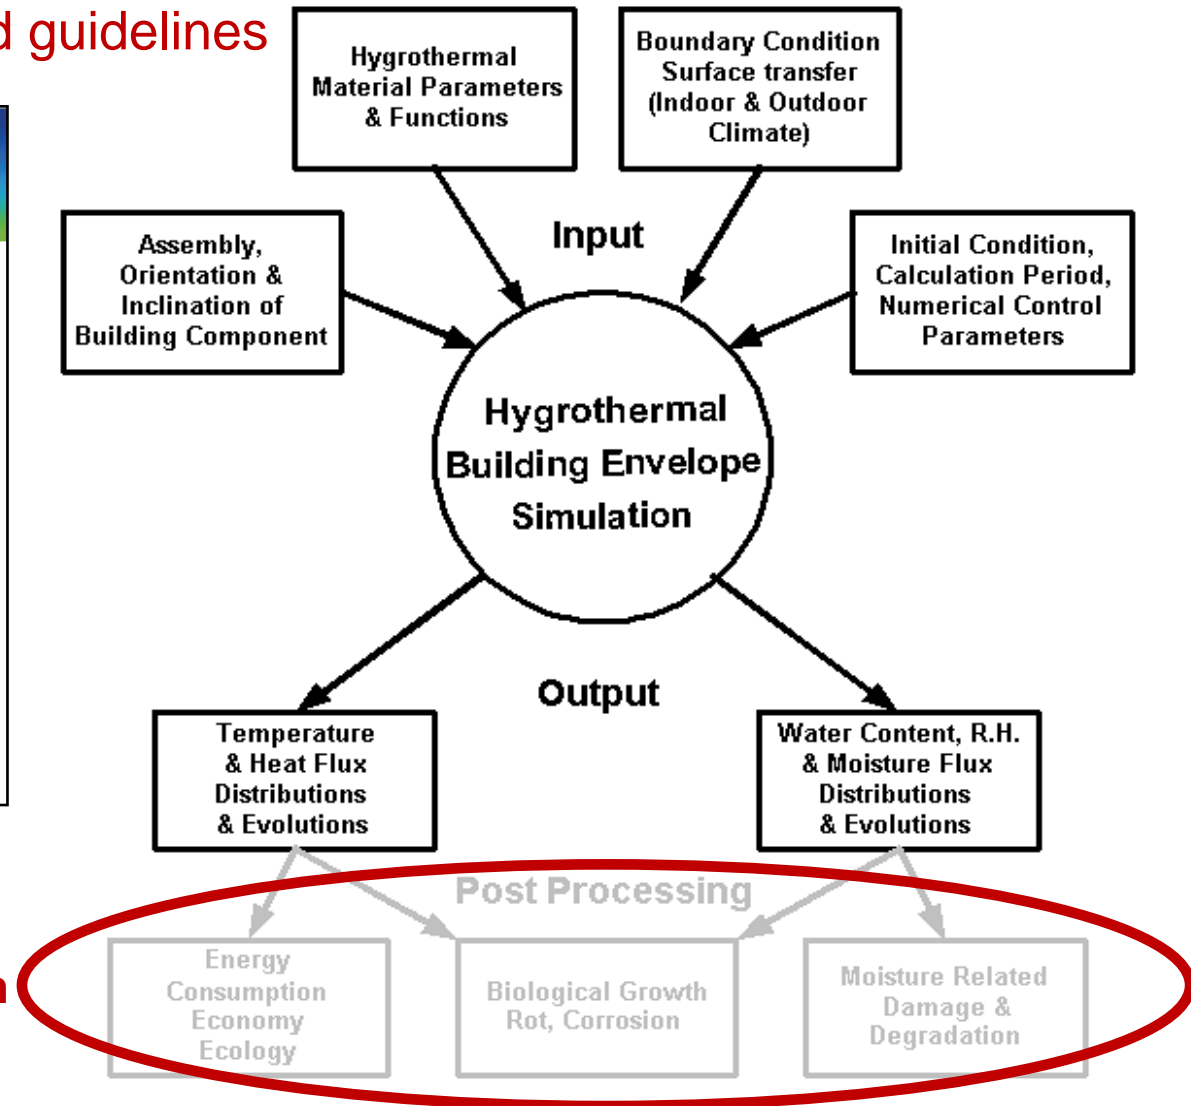 guidelines
Hygrothermal
Material Parameters
& Functions
Boundary Condition
Surface transfer
(Indoor & Outdoor
Climate)
Assembly,
Orientation &
Inclination of
Building Component
Input
Initial Condition,
Calculation Period,
Numerical Control
Parameters
Hygrothermal
Building Envelope
Simulation
Output
Temperature
& Heat Flux
Distributions
& Evolutions
Water Content, R.H.
& Moisture Flux
Distributions
& Evolutions
Post Processing
Energy
Consumption
Economy
Ecology
Biological Growth
Rot, Corrosion
Moisture Related
Damage &
Degradation